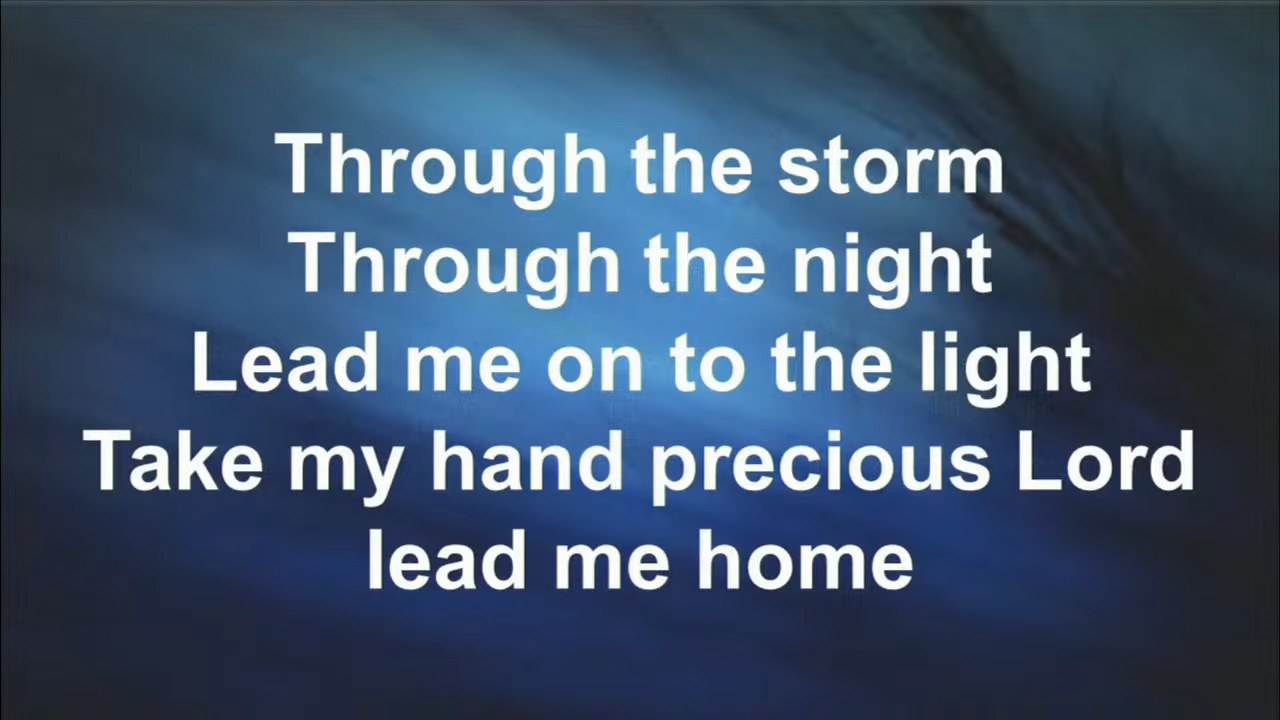 Through the storm
Through the night
Lead me on to the light
Take my hand precious Lord
lead me home